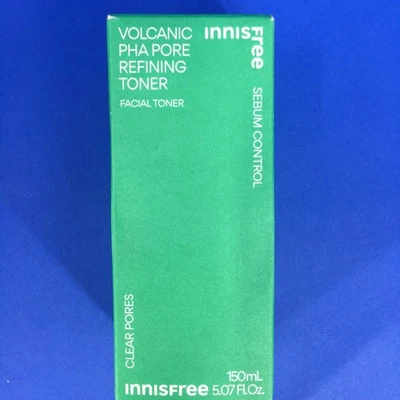 VOLCANIC
PHA PORE
REFINING
TONER
FACIAL TONER
innisFree
SEBUM CONTROL
CLEAR PORES
150mL
innisFree 5.07 Fl.Oz.